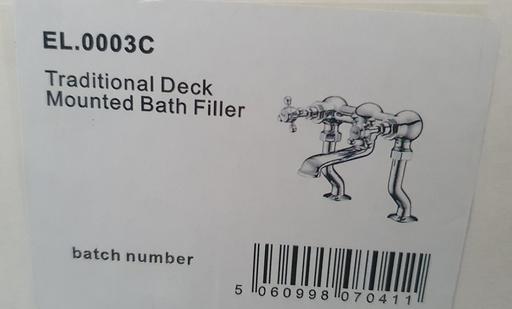 EL.0003C
Traditional Deck
Mounted Bath Filler
batch number
5 060998 070411